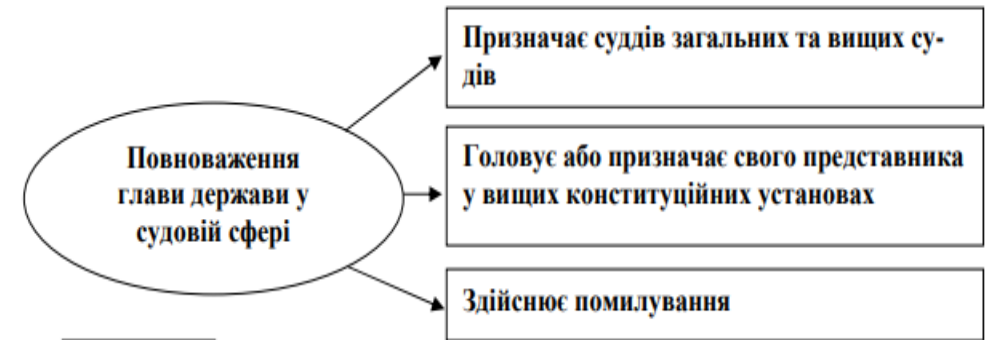 Повноваження
глави держави у
судовій сфері
Призначає суддів загальних та вищих су-
дів
Головує або призначає свого представника
у вищих конституційних установах
Здійснює помилування